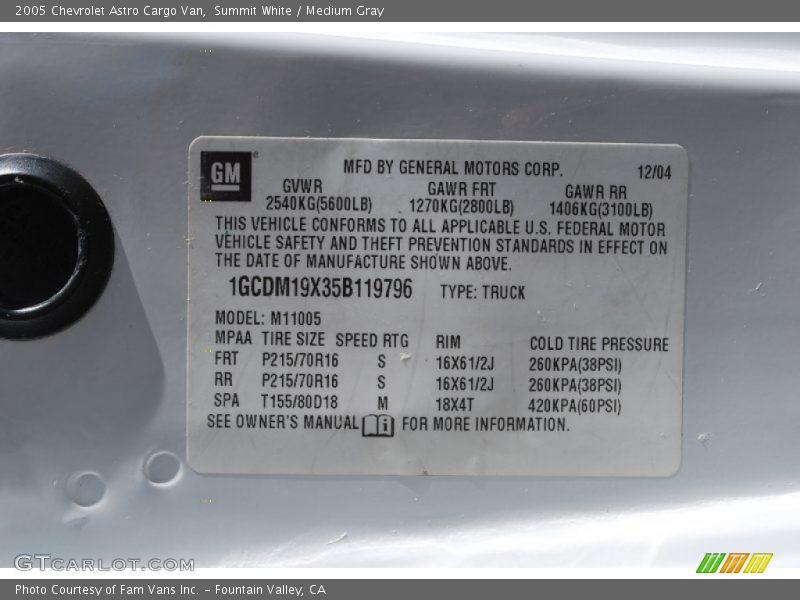 2005 Chevrolet Astro Cargo Van, Summit White / Medium Gray
GM®
MFD BY GENERAL MOTORS CORP. 12/04
GVWR GAWR FRT GAWR RR
2540KG(5600LB) 1270KG(2800LB) 1406KG(3100LB)
THIS VEHICLE CONFORMS TO ALL APPLICABLE U.S. FEDERAL MOTOR
VEHICLE SAFETY AND THEFT PREVENTION STANDARDS IN EFFECT ON
THE DATE OF MANUFACTURE SHOWN ABOVE.
1GCDM19X35B119796 TYPE: TRUCK
MODEL: M11005
MPAA TIRE SIZE SPEED RTG RIM COLD TIRE PRESSURE
FRT P215/70R16 S 16X61/2J 260KPA(38PSI)
RR P215/70R16 S 16X61/2J 260KPA(38PSI)
SPA T155/80D18 M 18X4T 420KPA(60PSI)
SEE OWNER'S MANUAL i FOR MORE INFORMATION.
GTCARLOT.COM
Photo Courtesy of Fam Vans Inc. - Fountain Valley, CA